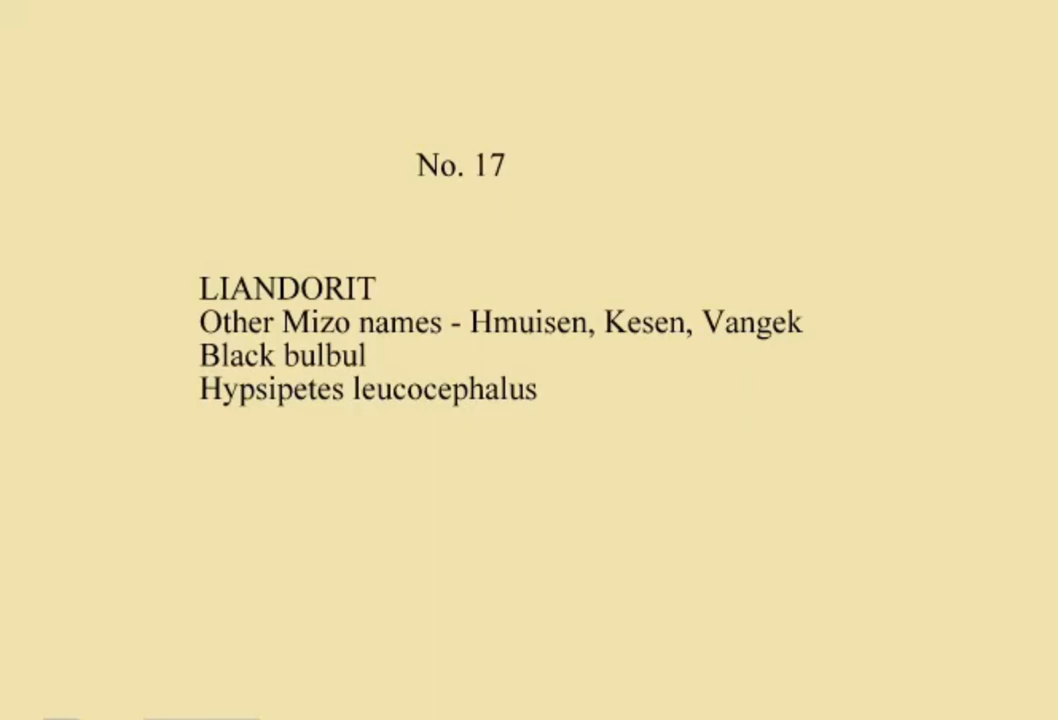 No. 17
LIANDORIT
Other Mizo names - Hmuisen, Kesen, Vangek
Black bulbul
Hypsipetes leucocephalus